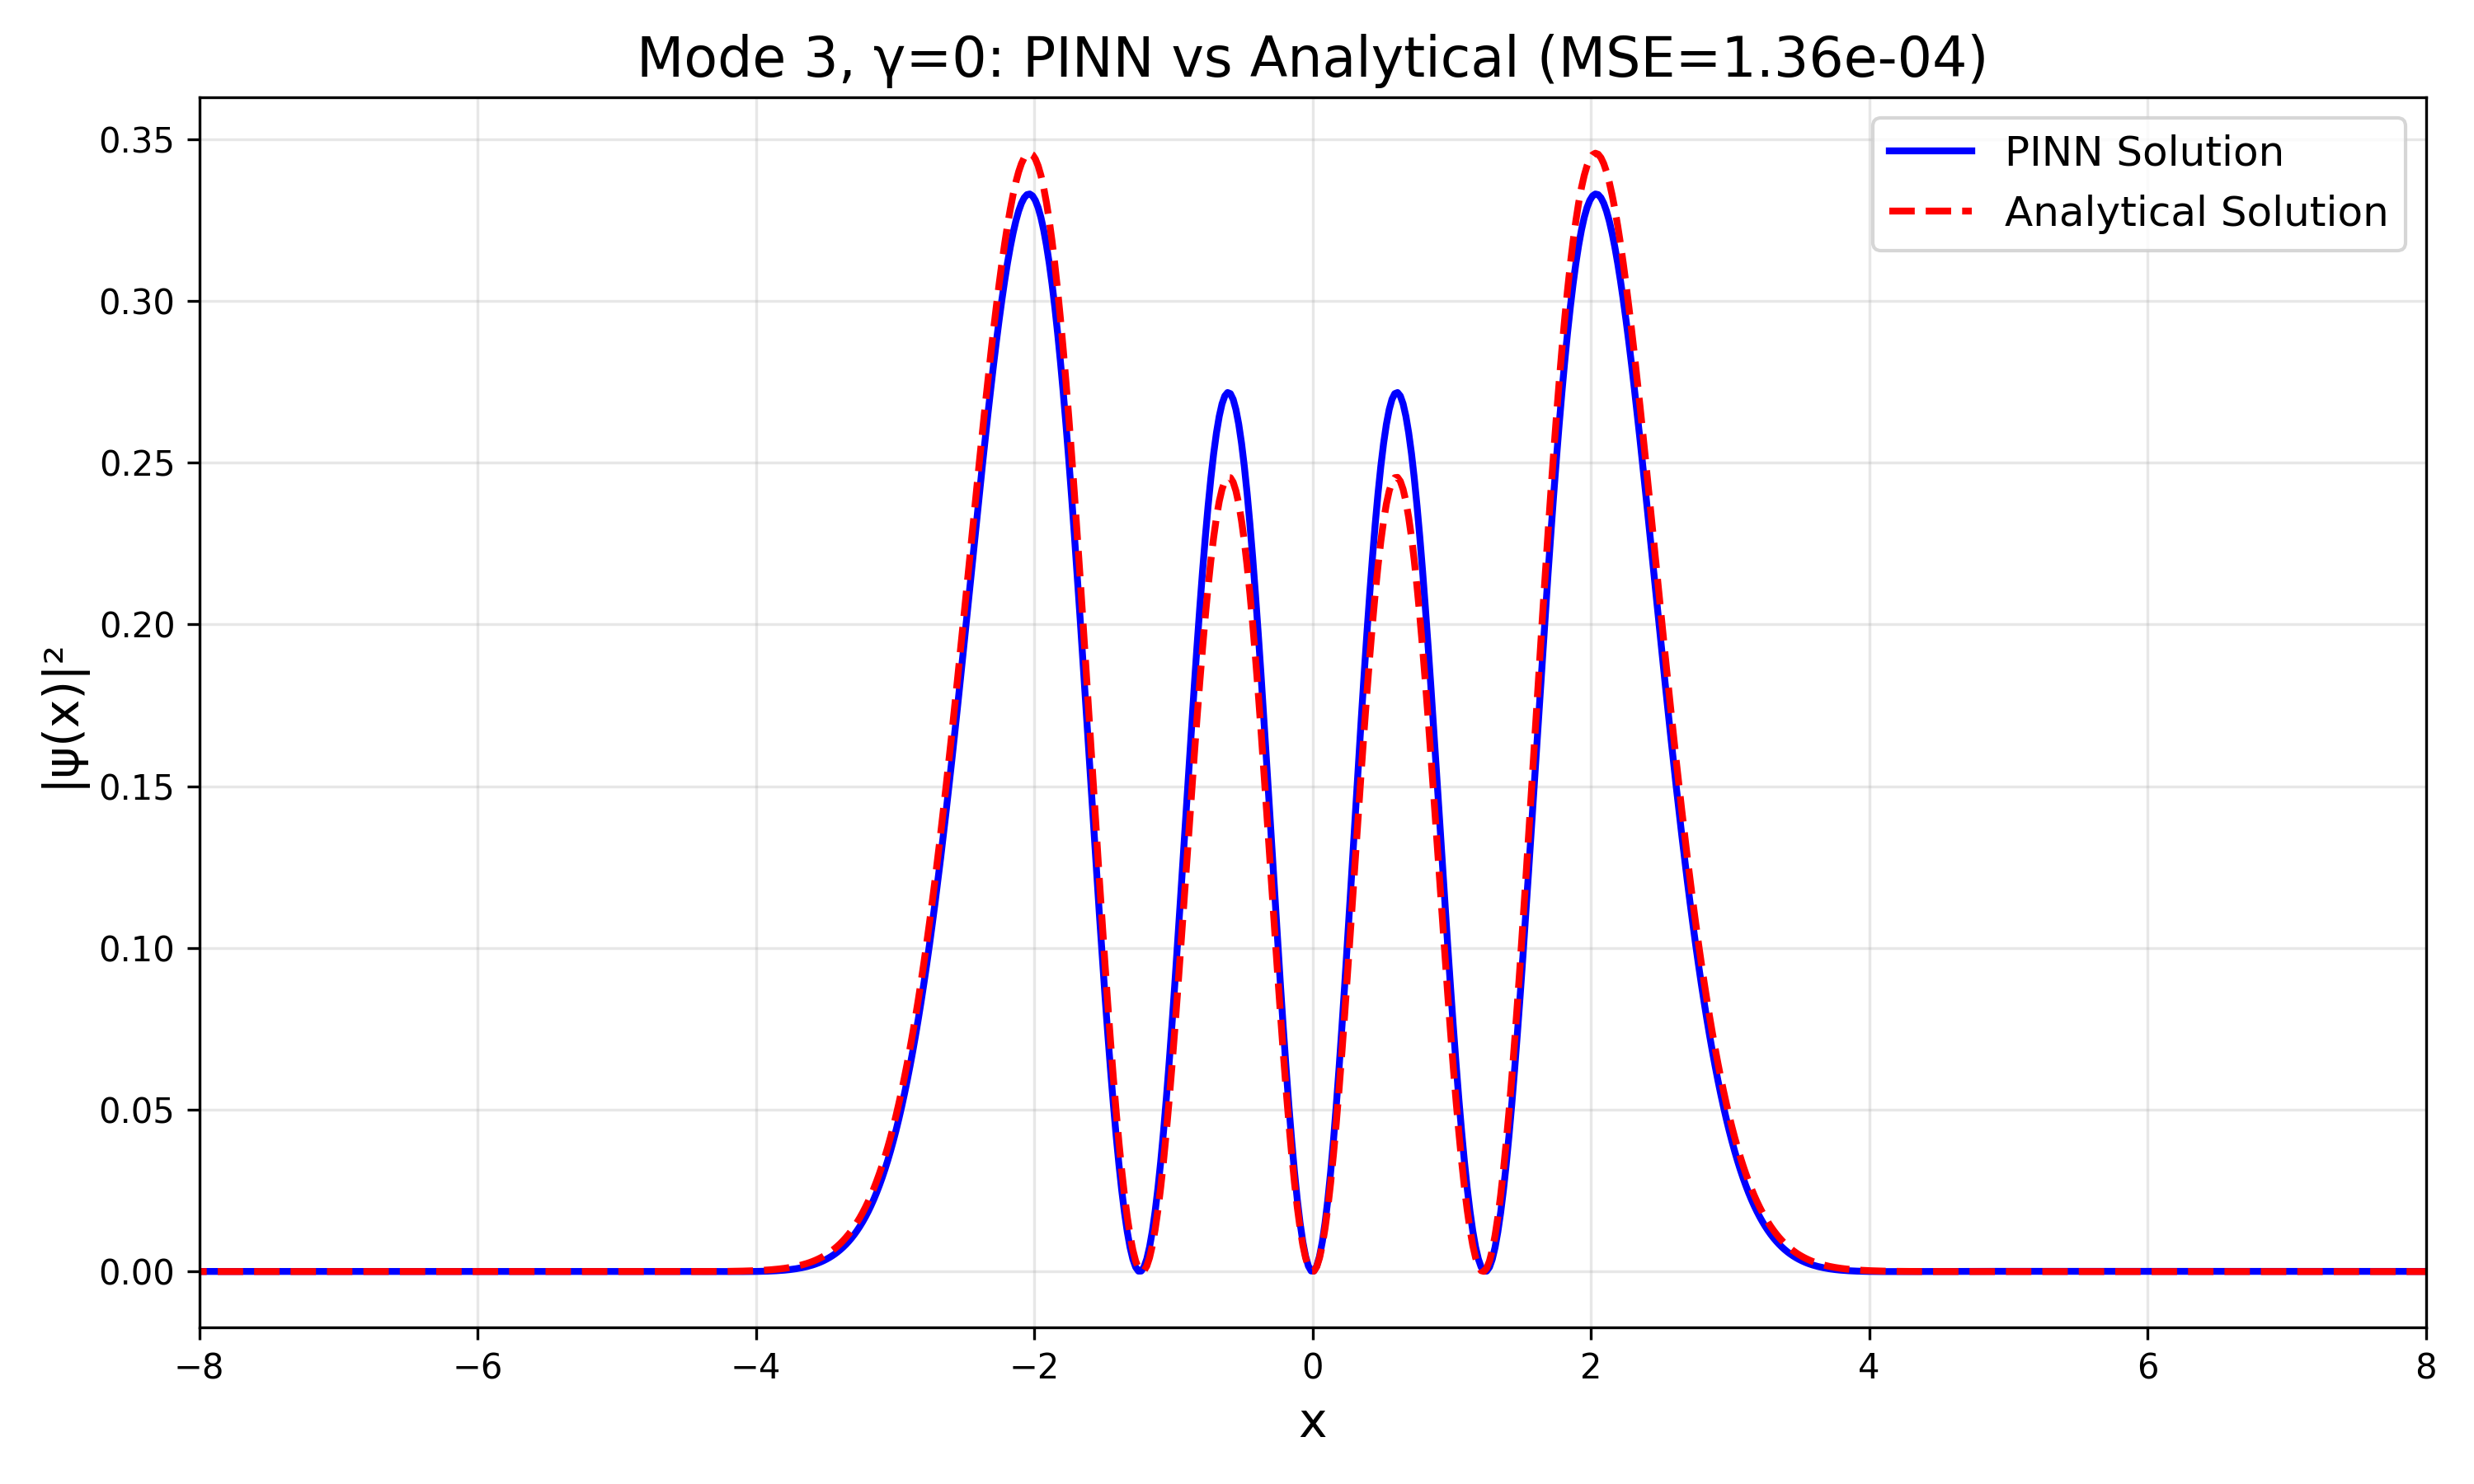 Mode 3, γ=0: PINN vs Analytical (MSE=1.36e-04)
PINN Solution
Analytical Solution
|ψ(x)|²
0.35
0.30
0.25
0.20
0.15
0.10
0.05
0.00
−8 −6 −4 −2 0 2 4 6 8
x